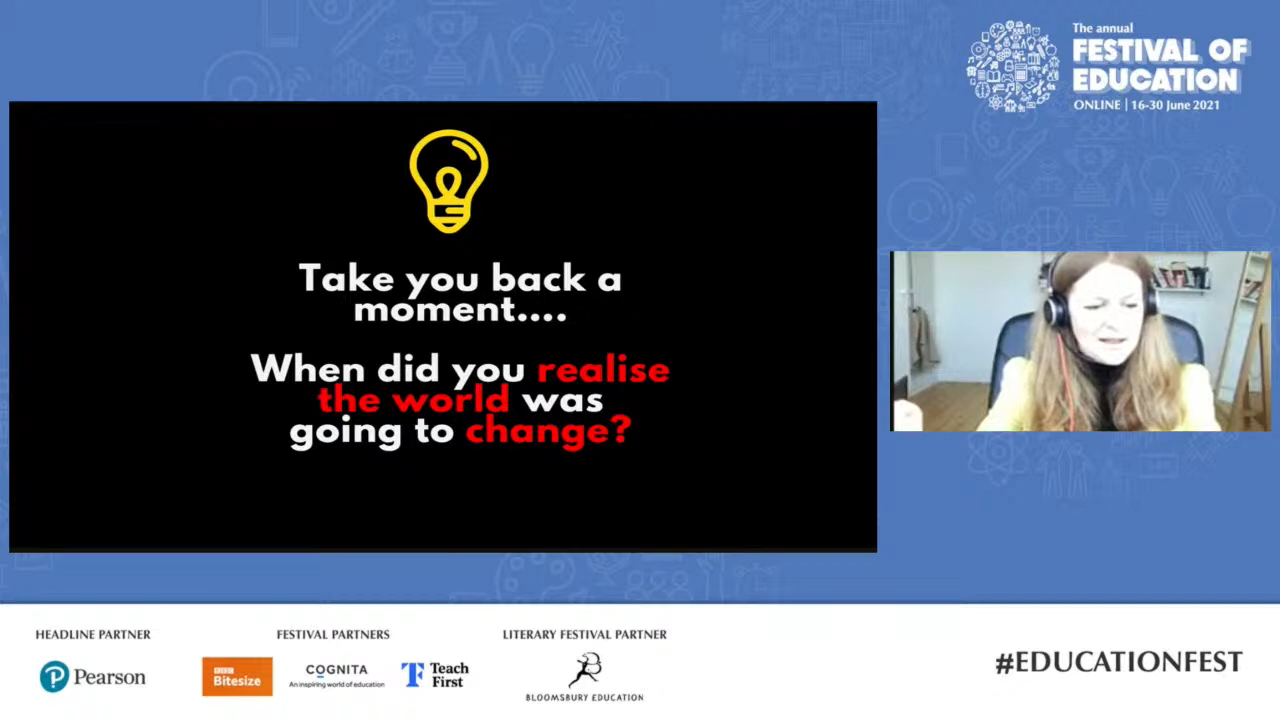 The annual
FESTIVAL OF
EDUCATION
ONLINE | 16-30 June 2021
Take you back a
moment....
When did you realise
the world was
going to change?
HEADLINE PARTNER
Pearson
FESTIVAL PARTNERS
BBC
Bitesize
COGNITA
An inspiring world of education
Teach
First
LITERARY FESTIVAL PARTNER
BLOOMSBURY EDUCATION
#EDUCATIONFEST